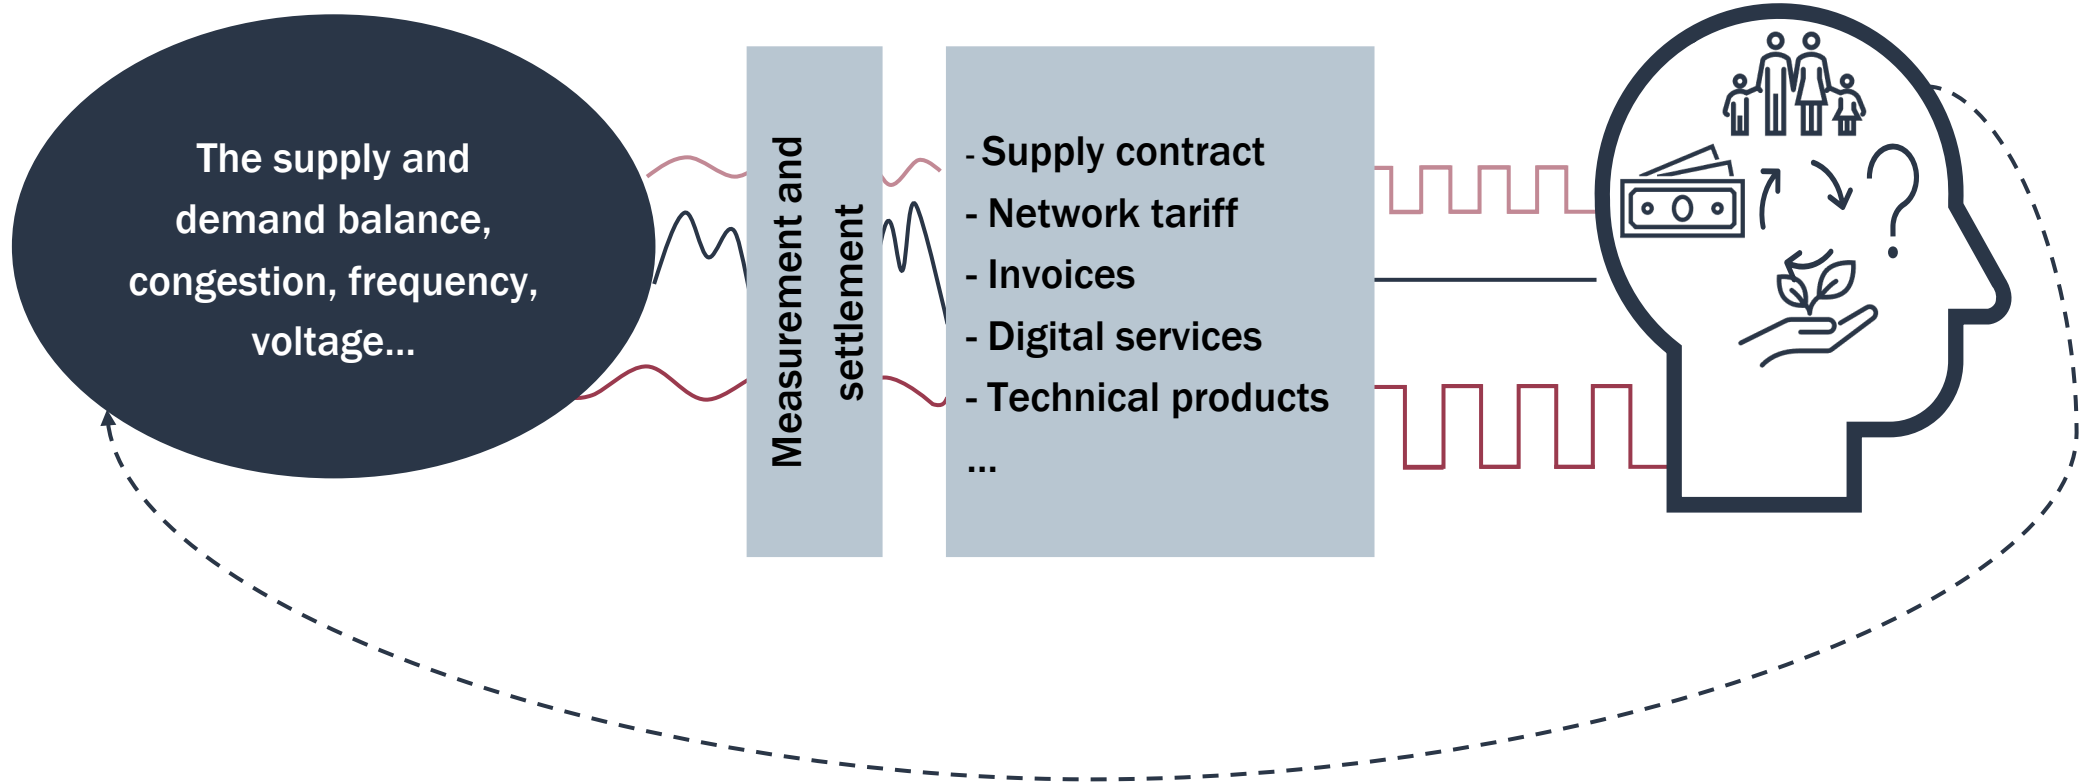 The supply and
demand balance,
congestion, frequency,
voltage...
Measurement and
settlement
- Supply contract
- Network tariff
- Invoices
- Digital services
- Technical products
...